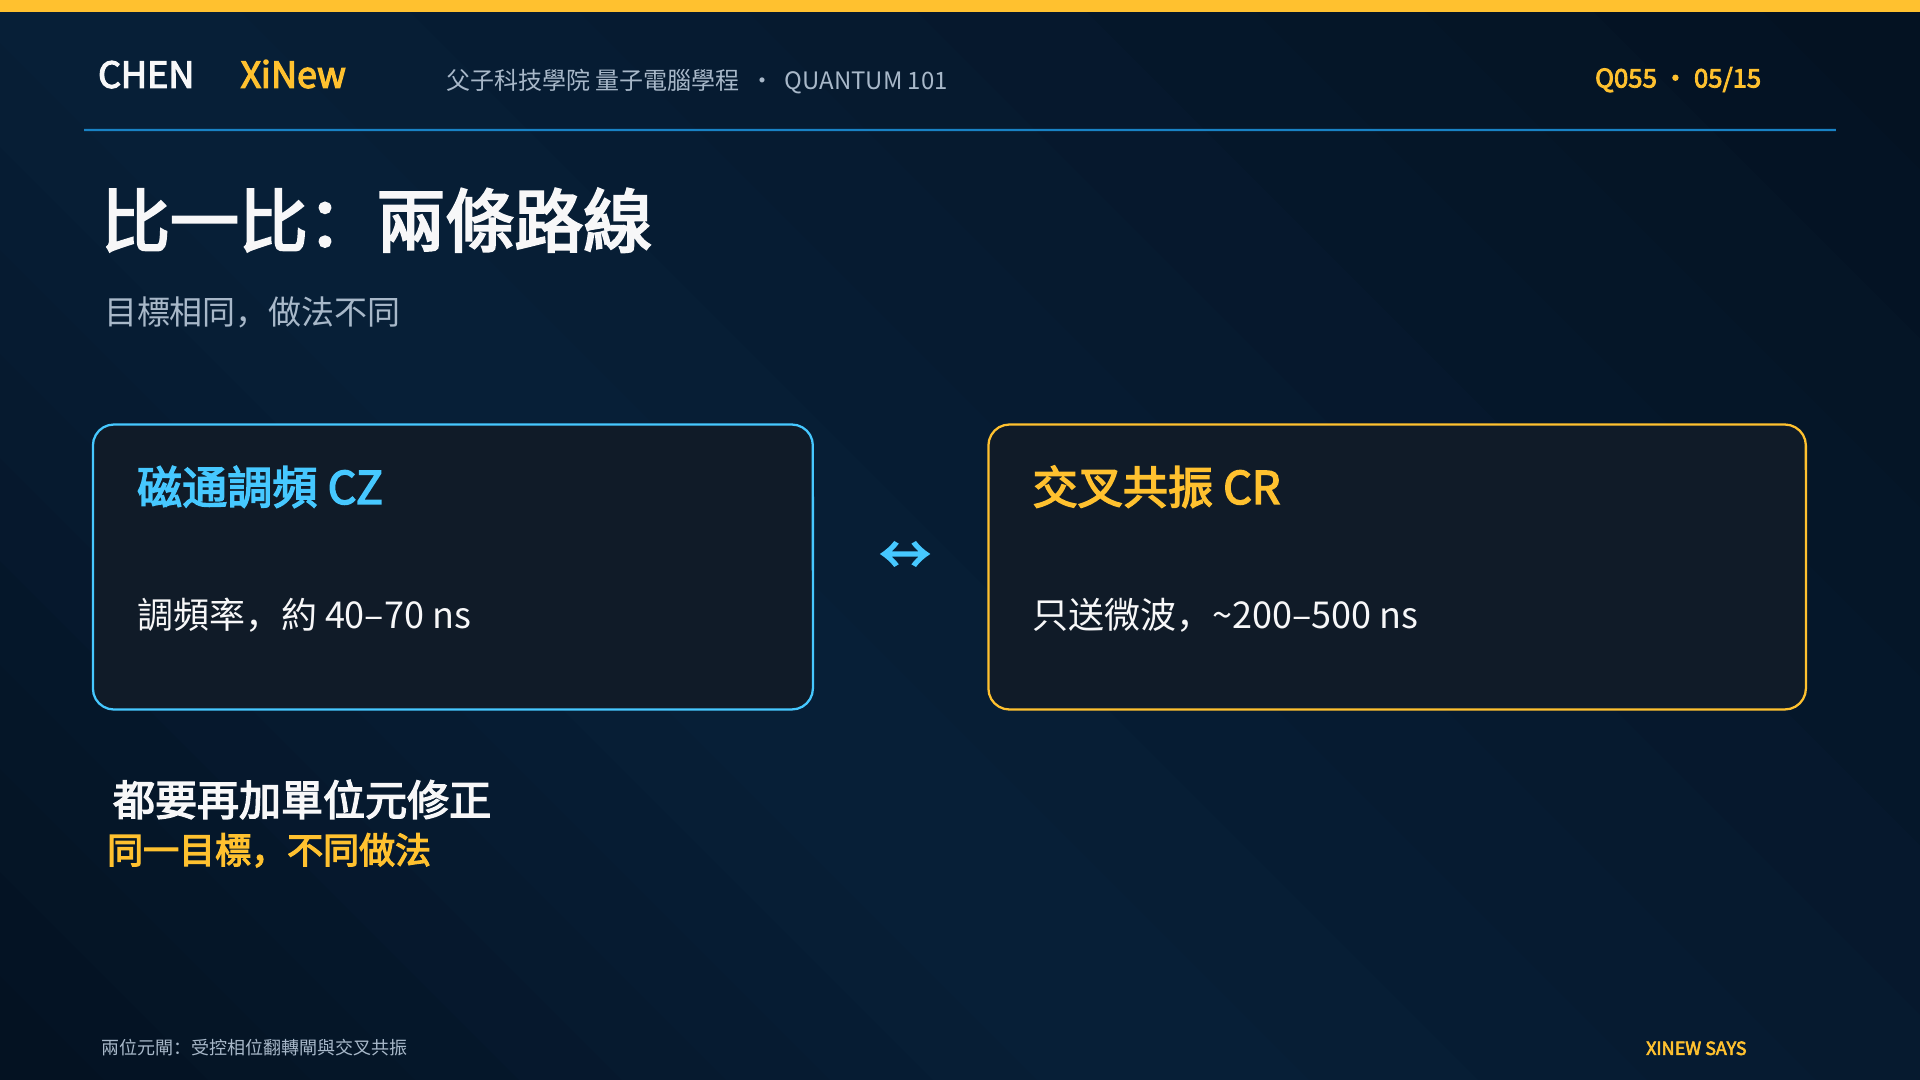 CHEN XiNew 父子科技學院 量子電腦學程 · QUANTUM 101 Q055 · 05/15
比一比：兩條路線
目標相同，做法不同
磁通調頻 CZ
調頻率，約 40–70 ns
↔
交叉共振 CR
只送微波，~200–500 ns
都要再加單位元修正
同一目標，不同做法
兩位元閘：受控相位翻轉閘與交叉共振 XINEW SAYS